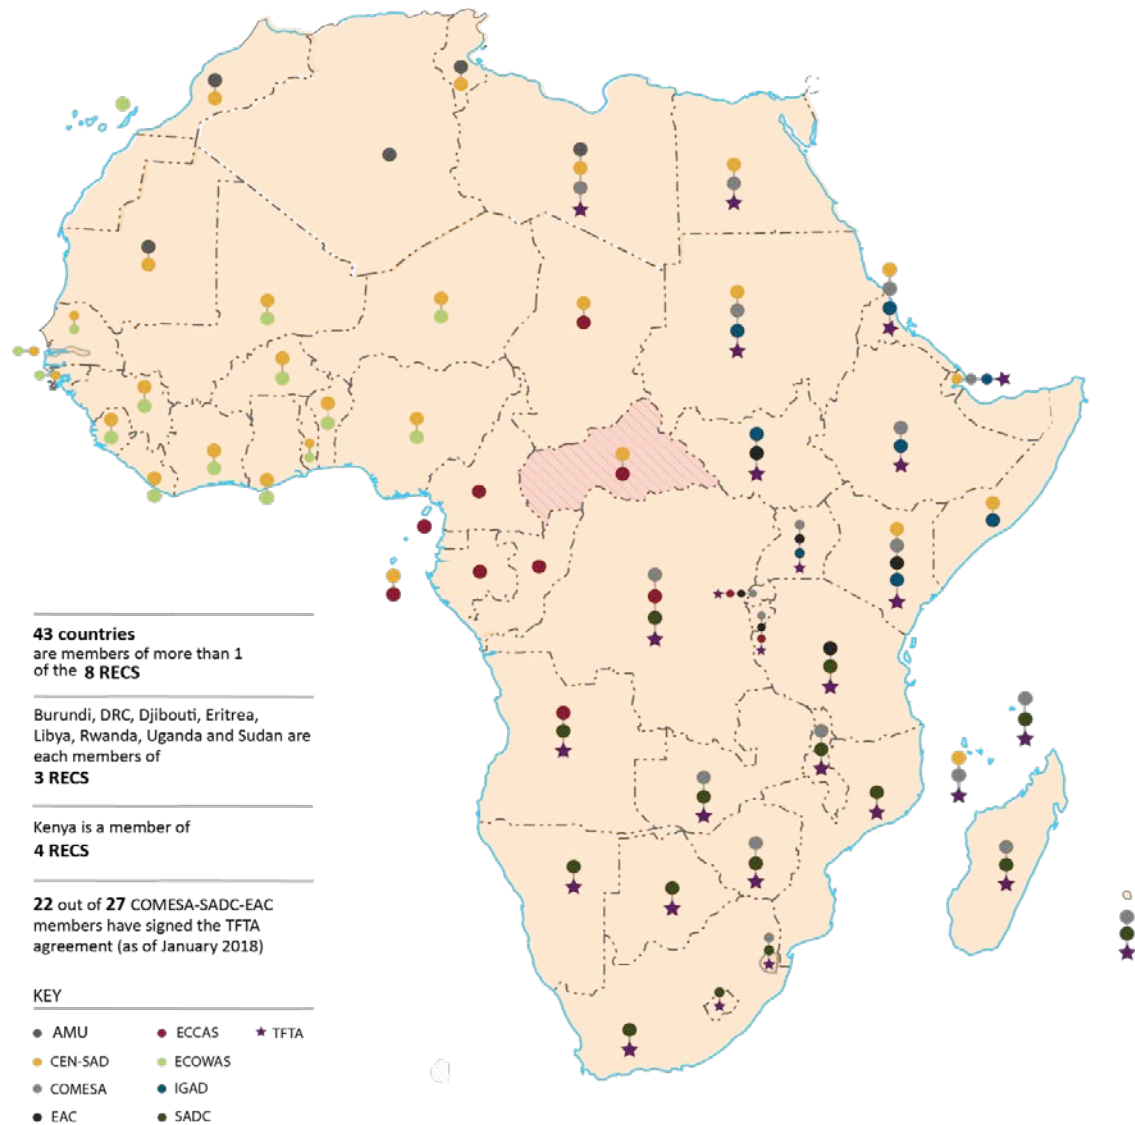 43 countries
are members of more than 1
of the 8 RECS
Burundi, DRC, Djibouti, Eritrea,
Libya, Rwanda, Uganda and Sudan are
each members of
3 RECS
Kenya is a member of
4 RECS
22 out of 27 COMESA-SADC-EAC
members have signed the TFTA
agreement (as of January 2018)
KEY
AMU
ECCAS
TFTA
CEN-SAD
ECOWAS
COMESA
IGAD
EAC
SADC